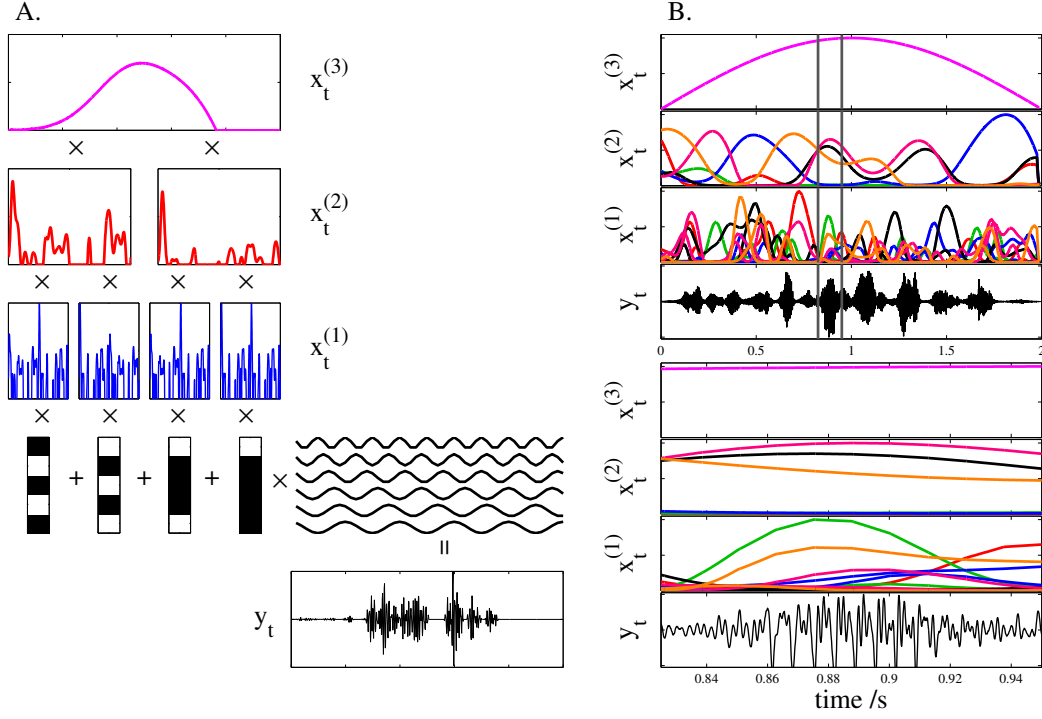 A.
x_t^(3)
× ×
x_t^(2)
× × × ×
x_t^(1)
× × × ×
+ + + ×
=
y_t
B.
x_t^(3)
x_t^(2)
x_t^(1)
y_t
0 0.5 1 1.5 2
x_t^(3)
x_t^(2)
x_t^(1)
y_t
0.84 0.86 0.88 0.9 0.92 0.94
time /s